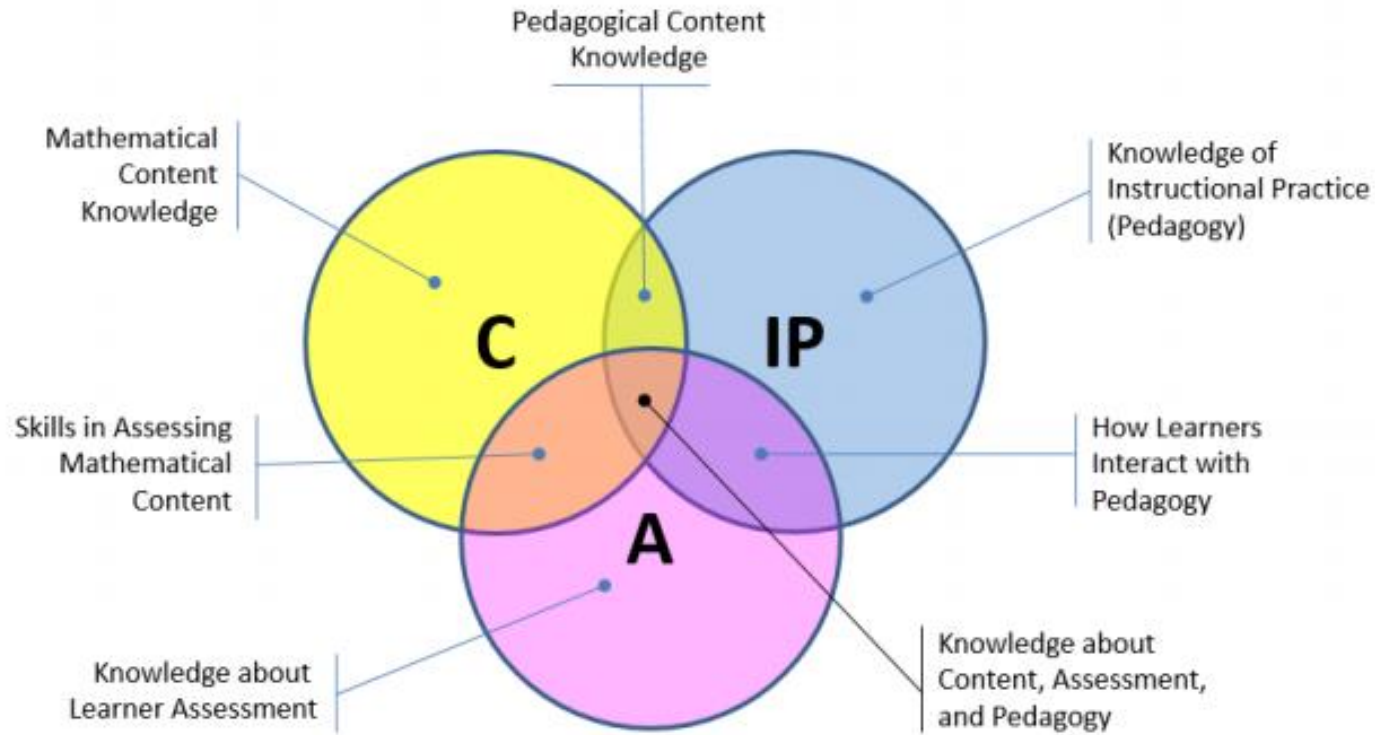 Pedagogical Content
Knowledge
Mathematical
Content
Knowledge
Knowledge of
Instructional Practice
(Pedagogy)
C
IP
Skills in Assessing
Mathematical
Content
How Learners
Interact with
Pedagogy
A
Knowledge about
Learner Assessment
Knowledge about
Content, Assessment,
and Pedagogy